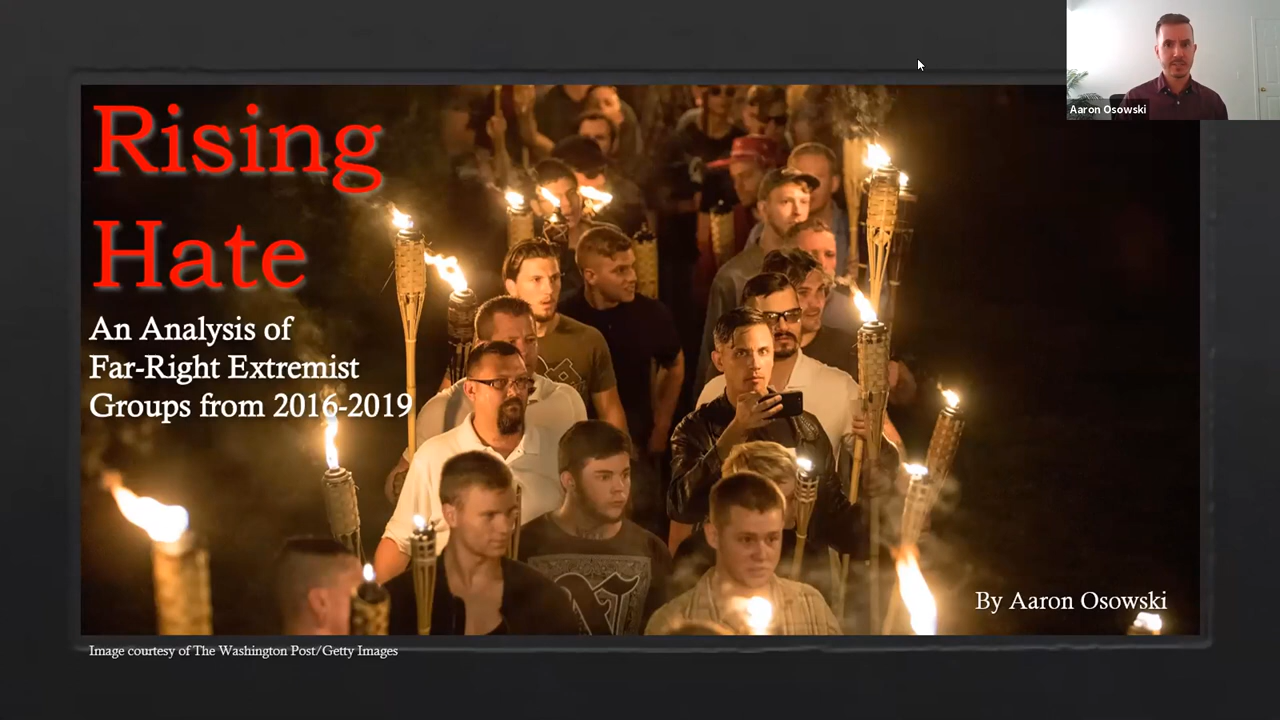 Aaron Osowski
Rising
Hate
An Analysis of
Far-Right Extremist
Groups from 2016-2019
By Aaron Osowski
Image courtesy of The Washington Post/Getty Images